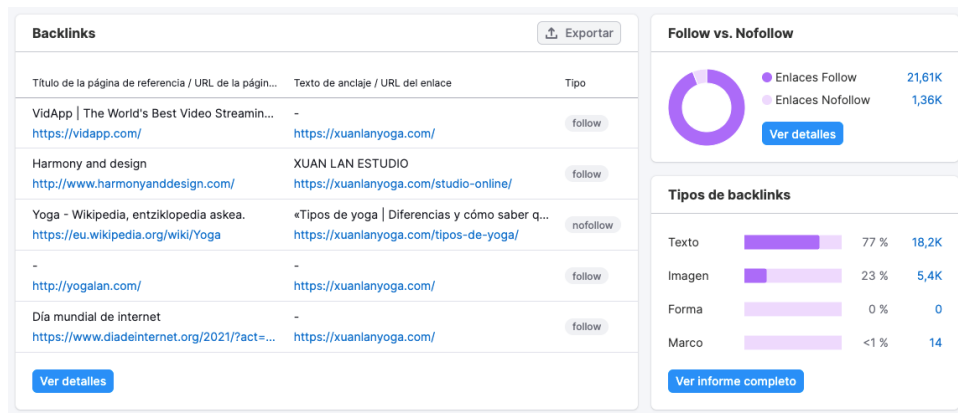 Backlinks
Exportar
Título de la página de referencia / URL de la págin...
Texto de anclaje / URL del enlace
Tipo
VidApp | The World's Best Video Streamin...
-
follow
https://vidapp.com/
https://xuanlanyoga.com/
Harmony and design
XUAN LAN ESTUDIO
follow
http://www.harmonyanddesign.com/
https://xuanlanyoga.com/studio-online/
Yoga - Wikipedia, entziklopedia askea.
«Tipos de yoga | Diferencias y cómo saber q...
nofollow
https://eu.wikipedia.org/wiki/Yoga
https://xuanlanyoga.com/tipos-de-yoga/
-
-
follow
http://yogalan.com/
https://xuanlanyoga.com/
Día mundial de internet
-
follow
https://www.diadeinternet.org/2021/?act=...
https://xuanlanyoga.com/
Ver detalles
Follow vs. Nofollow
Enlaces Follow 21,61K
Enlaces Nofollow 1,36K
Ver detalles
Tipos de backlinks
Texto 77 % 18,2K
Imagen 23 % 5,4K
Forma 0 % 0
Marco <1 % 14
Ver informe completo